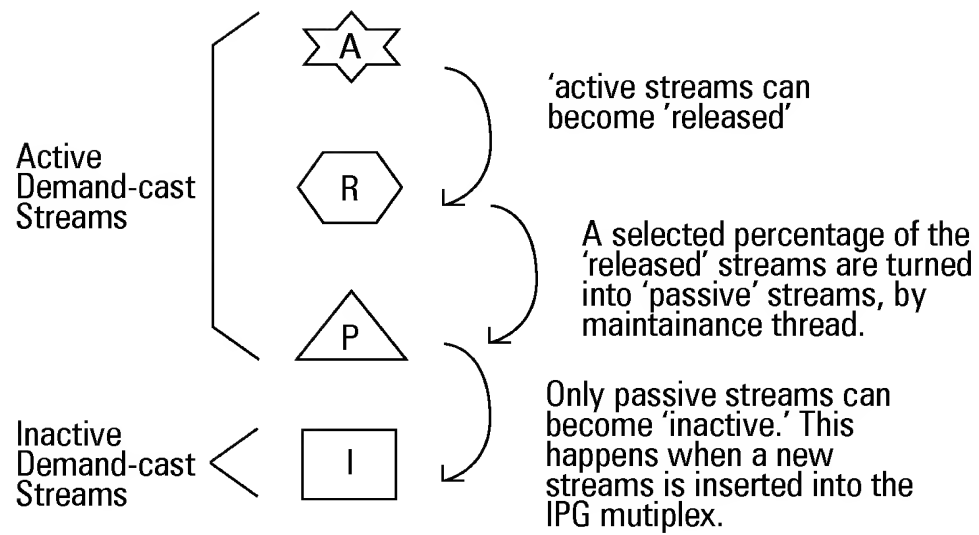 A
'active streams can
become 'released'
Active
Demand-cast
Streams
R
A selected percentage of the
'released' streams are turned
into 'passive' streams, by
maintainance thread.
P
Only passive streams can
become 'inactive.' This
happens when a new
streams is inserted into the
IPG mutiplex.
Inactive
Demand-cast
Streams
I